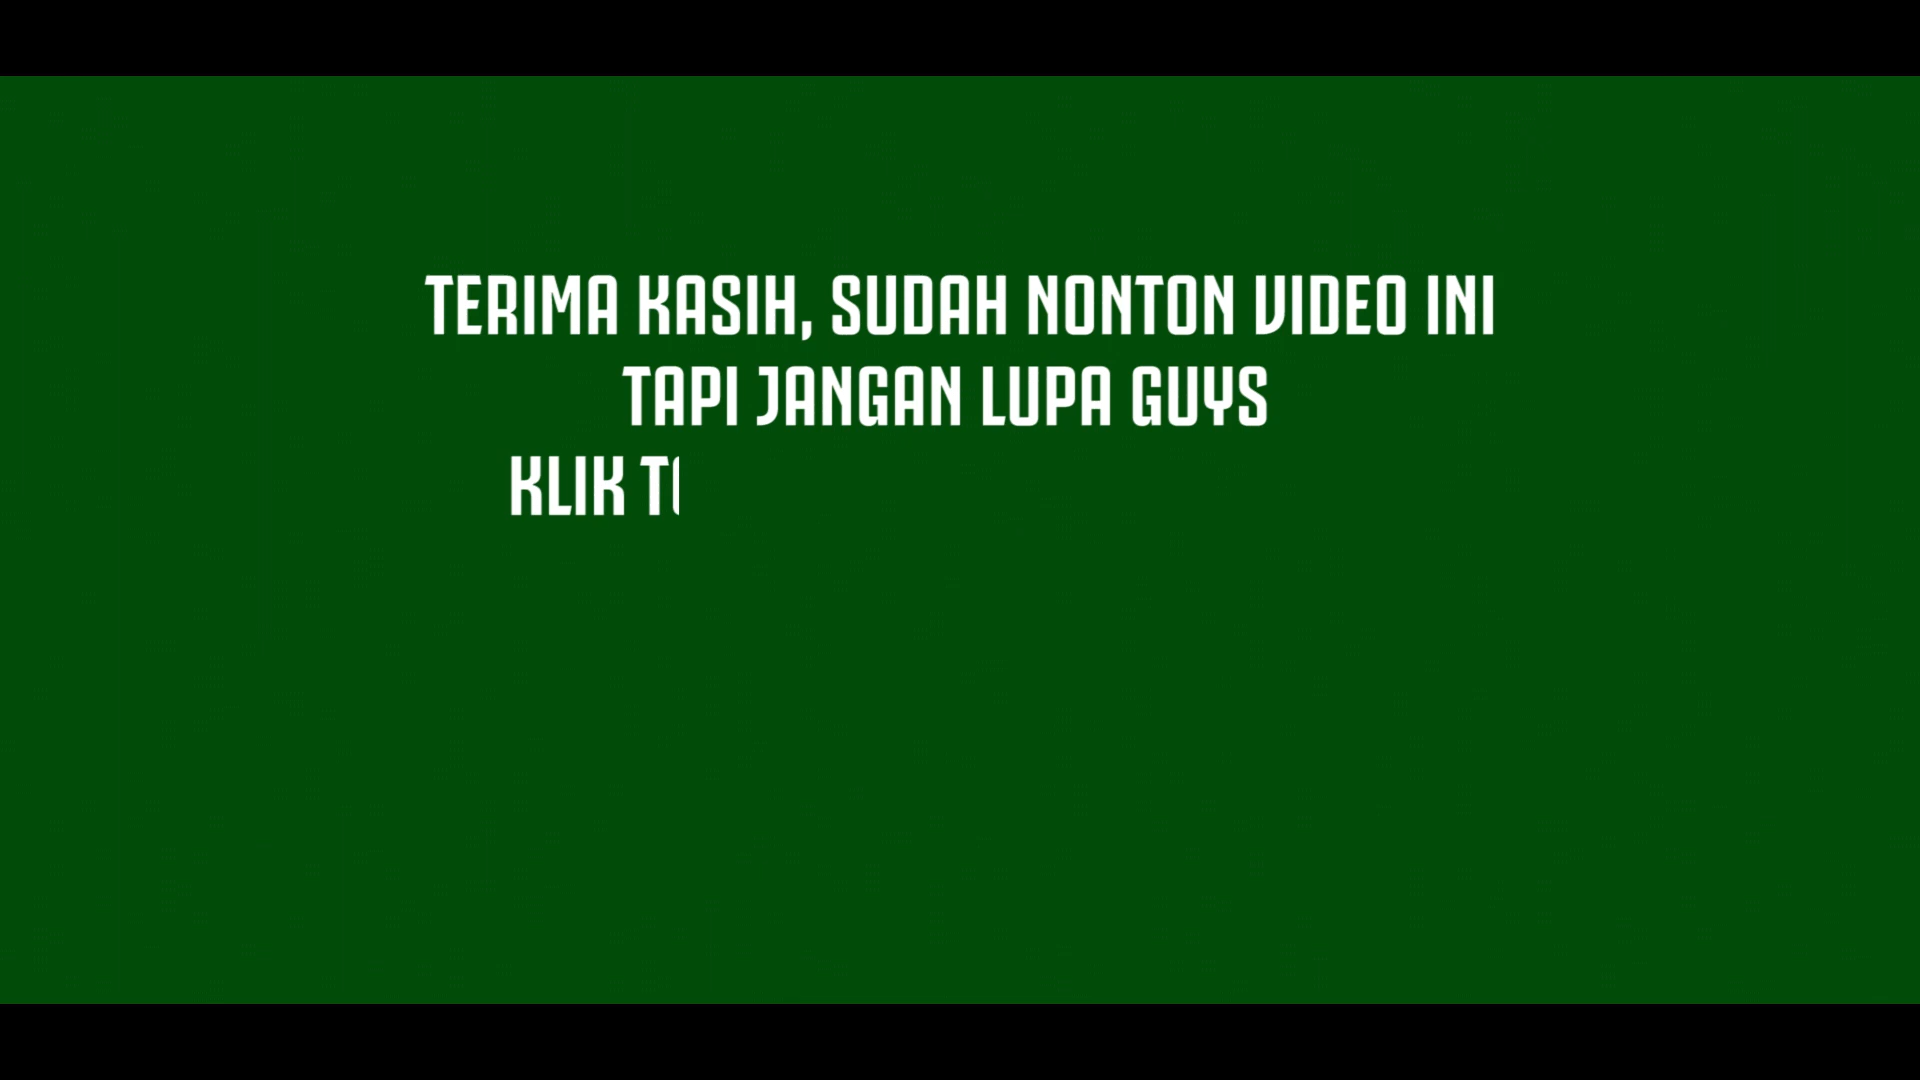 TERIMA KASIH, SUDAH NONTON VIDEO INI
TAPI JANGAN LUPA GUYS
KLIK